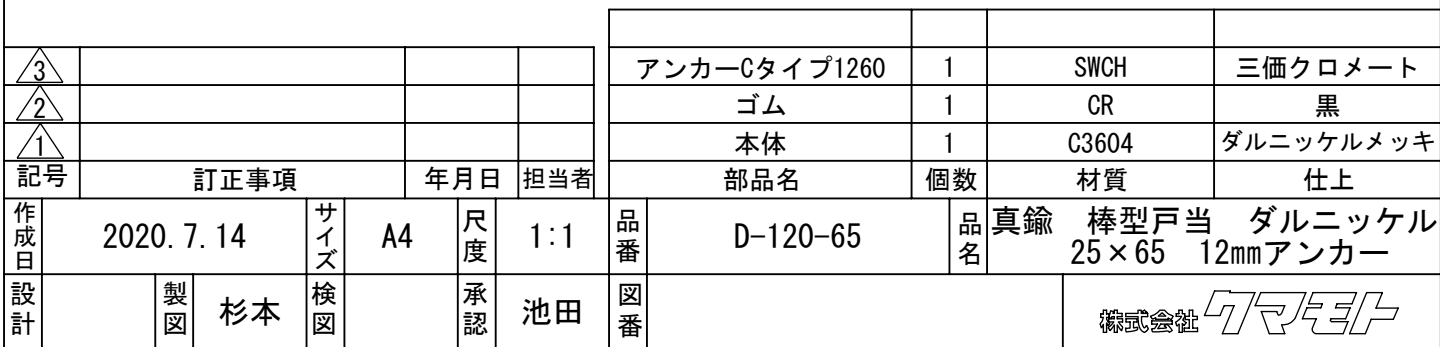 3 アンカーCタイプ1260 1 SWCH 三価クロメート
2 ゴム 1 CR 黒
1 本体 1 C3604 ダルニッケルメッキ
記号 訂正事項 年月日 担当者 部品名 個数 材質 仕上
作成日 2020.7.14 サイズ A4 尺度 1:1 品番 D-120-65 品名 真鍮 棒型戸当 ダルニッケル
25×65 12mmアンカー
設計 製図 杉本 検図 承認 池田 図番 株式会社クマモト